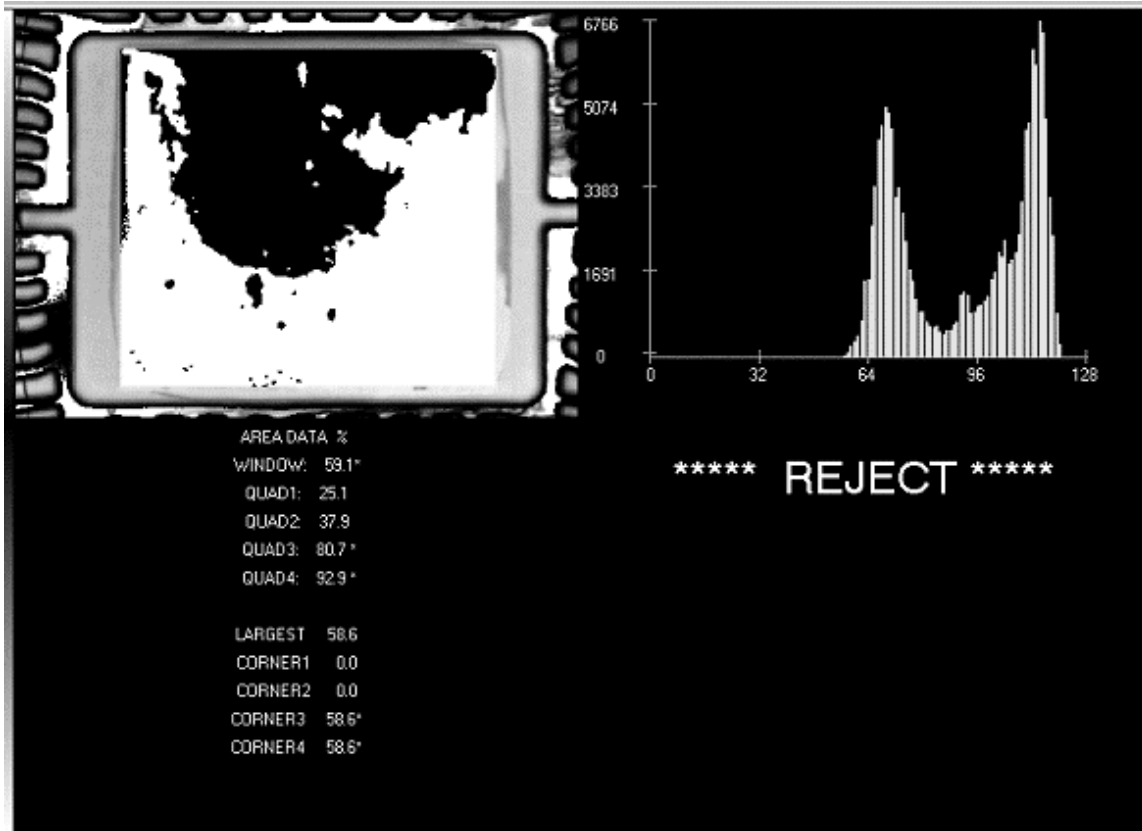 6766
5074
3383
1691
0
0 32 64 96 128
AREA DATA %
WINDOW: 59.1*
QUAD1: 25.1
QUAD2: 37.9
QUAD3: 80.7 *
QUAD4: 92.9 *
LARGEST 58.6
CORNER1 0.0
CORNER2 0.0
CORNER3 58.6*
CORNER4 58.6*
***** REJECT *****